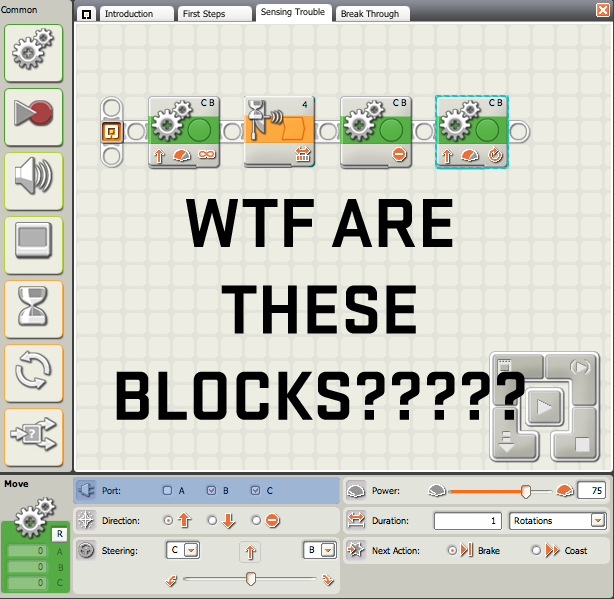 Common
Introduction
First Steps
Sensing Trouble
Break Through
C B
4
C B
C B
WTF ARE
THESE
BLOCKS?????
Move
R
0 A
0 B
0 C
Port: A B C
Power: 75
Direction:
Duration: 1 Rotations
Steering: C B
Next Action: Brake Coast